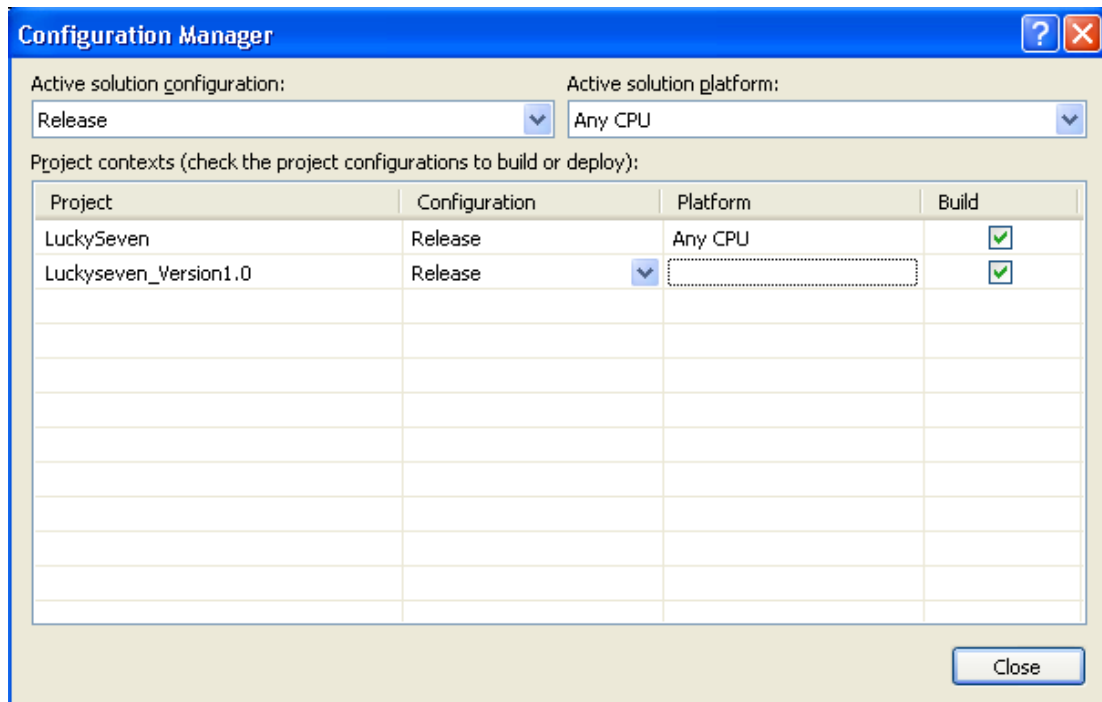 Configuration Manager
Active solution configuration: Active solution platform:
Release Any CPU
Project contexts (check the project configurations to build or deploy):
Project Configuration Platform Build
LuckySeven Release Any CPU
Luckyseven_Version1.0 Release
Close